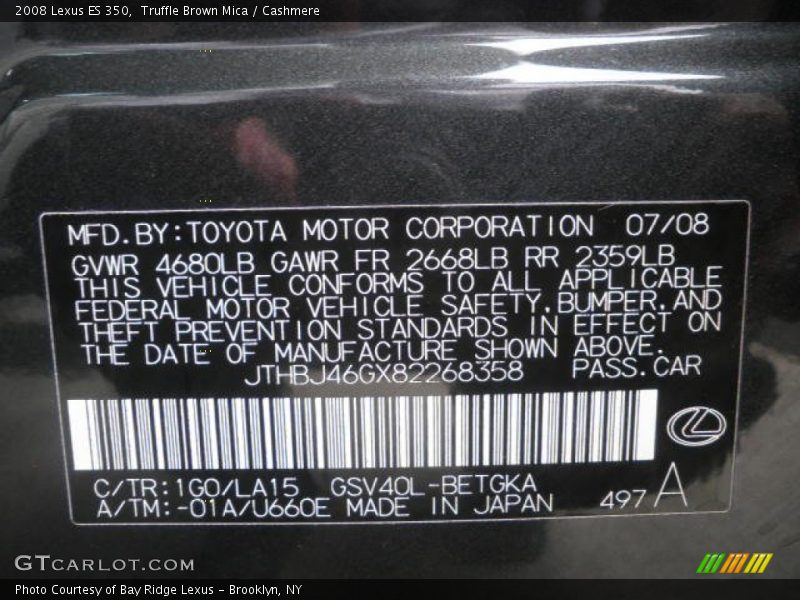 2008 Lexus ES 350,  Truffle Brown Mica / Cashmere
MFD.BY:TOYOTA MOTOR CORPORATION 07/08
GVWR 4680LB GAWR FR 2668LB RR 2359LB
THIS VEHICLE CONFORMS TO ALL APPLICABLE
FEDERAL MOTOR VEHICLE SAFETY,BUMPER,AND
THEFT PREVENTION STANDARDS IN EFFECT ON
THE DATE OF MANUFACTURE SHOWN ABOVE.
JTHBJ46GX82268358 PASS.CAR
C/TR:1G0/LA15 GSV40L-BETGKA
A/TM:-01A/U660E MADE IN JAPAN 497A
GTCARLOT.COM
Photo Courtesy of Bay Ridge Lexus - Brooklyn, NY